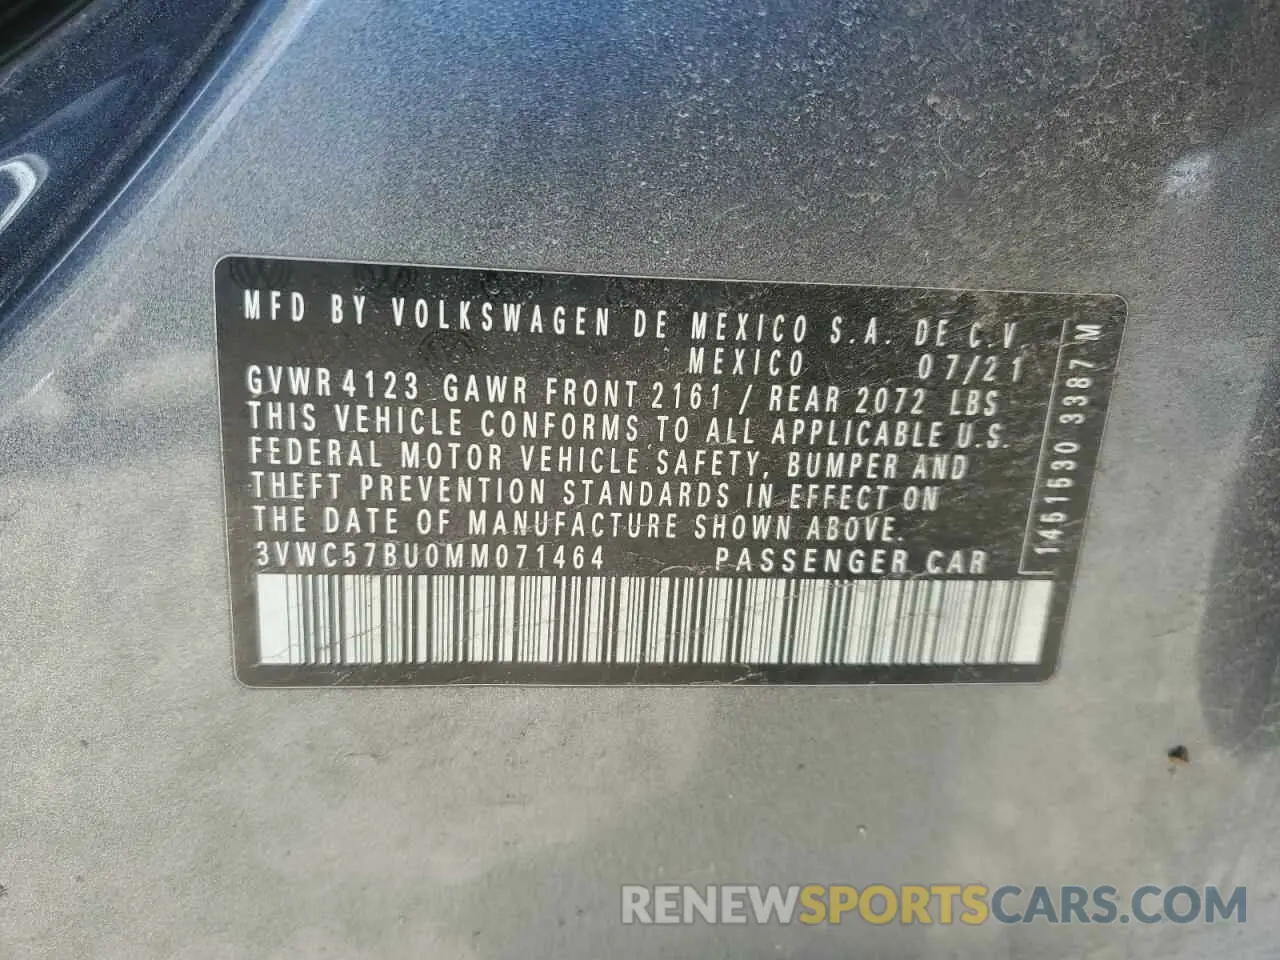 MFD BY VOLKSWAGEN DE MEXICO S.A. DE C.V.
MEXICO 07/21
GVWR 4123 GAWR FRONT 2161 / REAR 2072 LBS
THIS VEHICLE CONFORMS TO ALL APPLICABLE U.S.
FEDERAL MOTOR VEHICLE SAFETY, BUMPER AND
THEFT PREVENTION STANDARDS IN EFFECT ON
THE DATE OF MANUFACTURE SHOWN ABOVE.
3VWC57BU0MM071464 PASSENGER CAR
1461530 3387 M
RENEWSPORTSCARS.COM